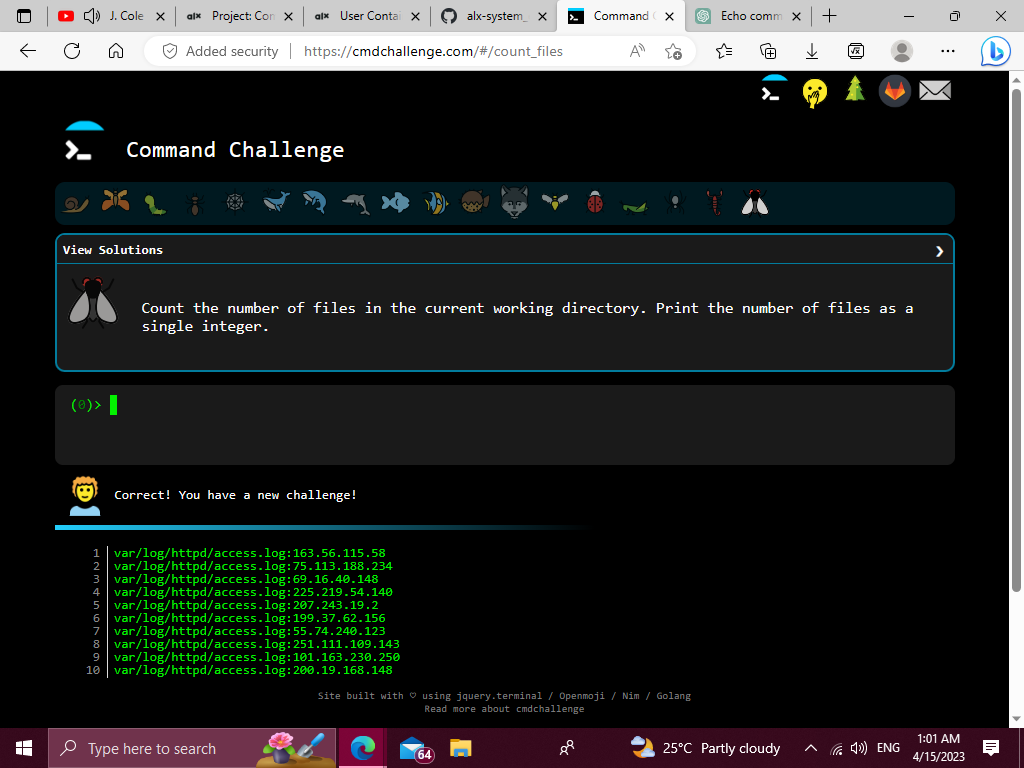 J. Cole
alx Project: Con
alx User Contai
alx-system_
Command C
Echo comm
Added security
https://cmdchallenge.com/#/count_files
Command Challenge
View Solutions
Count the number of files in the current working directory. Print the number of files as a
single integer.
(0)>
Correct! You have a new challenge!
1 var/log/httpd/access.log:163.56.115.58
2 var/log/httpd/access.log:75.113.188.234
3 var/log/httpd/access.log:69.16.40.148
4 var/log/httpd/access.log:225.219.54.140
5 var/log/httpd/access.log:207.243.19.2
6 var/log/httpd/access.log:199.37.62.156
7 var/log/httpd/access.log:55.74.240.123
8 var/log/httpd/access.log:251.111.109.143
9 var/log/httpd/access.log:101.163.230.250
10 var/log/httpd/access.log:200.19.168.148
Site built with ♡ using jquery.terminal / Openmoji / Nim / Golang
Read more about cmdchallenge
Type here to search
64
25°C Partly cloudy
ENG
1:01 AM
4/15/2023